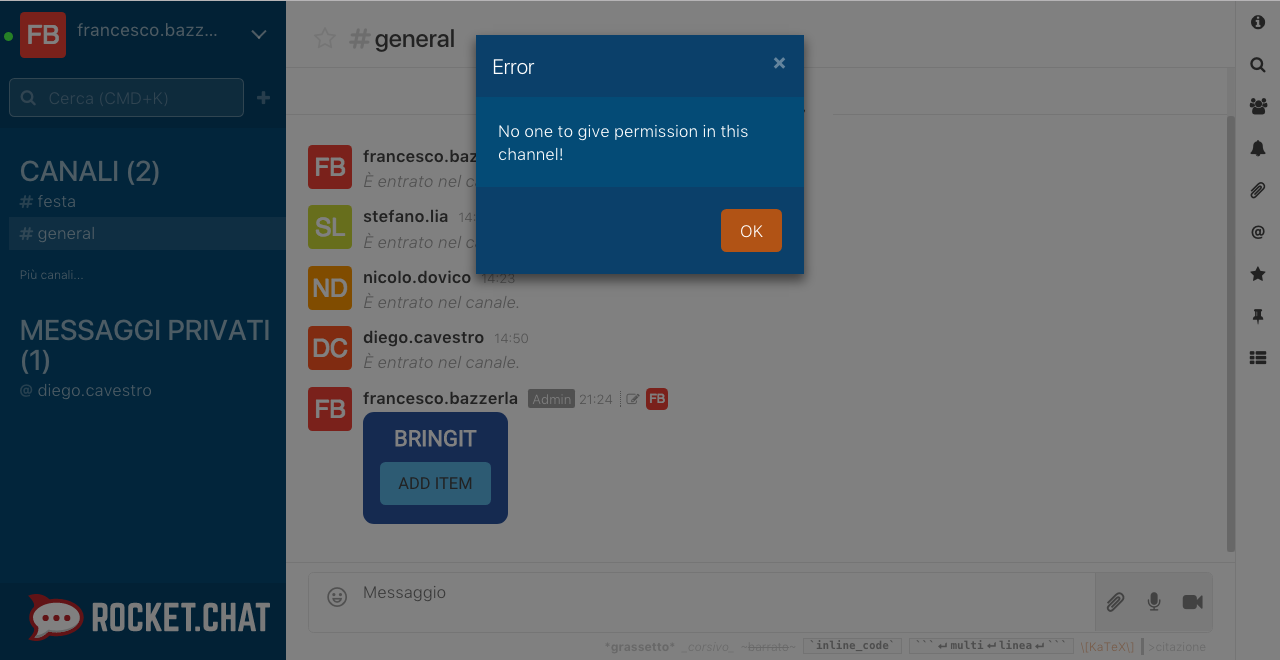 FB francesco.bazz...
Cerca (CMD+K)
CANALI (2)
# festa
# general
Più canali...
MESSAGGI PRIVATI
(1)
@ diego.cavestro
ROCKET.CHAT
#general
Error ×
No one to give permission in this
channel!
OK
FB francesco.baz
È entrato nel c
SL stefano.lia 14:
È entrato nel ca
ND nicolo.dovico 14:23
È entrato nel canale.
DC diego.cavestro 14:50
È entrato nel canale.
FB francesco.bazzerla Admin 21:24 FB
BRINGIT
ADD ITEM
Messaggio
*grassetto* _corsivo_ ~barrato~ `inline_code` ```↵multi↵linea↵``` \[KaTeX\] >citazione